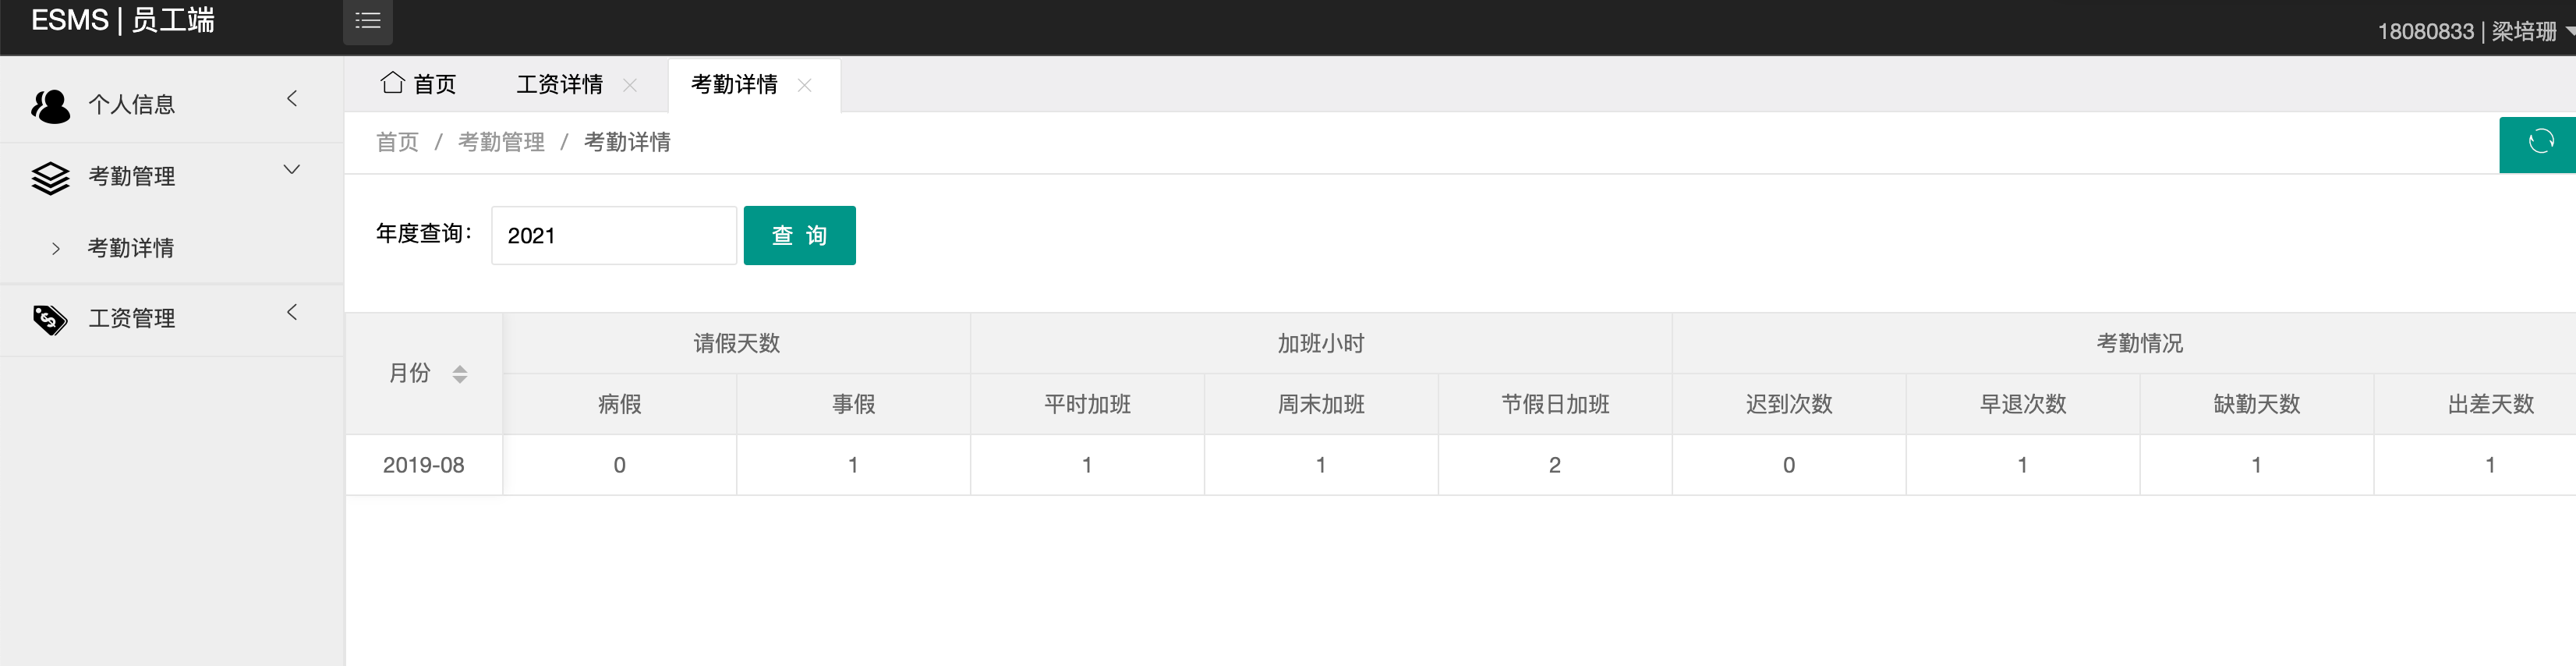 ESMS | 员工端
18080833 | 梁培珊
个人信息
考勤管理
考勤详情
工资管理
首页 工资详情 考勤详情
首页 / 考勤管理 / 考勤详情
年度查询： 2021 查 询
月份 请假天数 加班小时 考勤情况
病假 事假 平时加班 周末加班 节假日加班 迟到次数 早退次数 缺勤天数 出差天数
2019-08 0 1 1 1 2 0 1 1 1